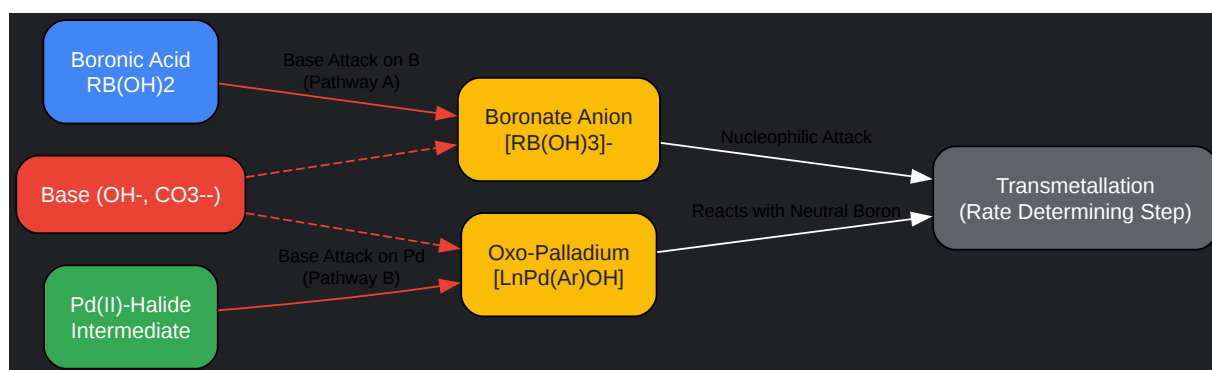 Boronic Acid
RB(OH)2
Base Attack on B
(Pathway A)
Boronate Anion
[RB(OH)3]-
Nucleophilic Attack
Base (OH-, CO3--)
Transmetallation
(Rate Determining Step)
Reacts with Neutral Boron
Base Attack on Pd
(Pathway B)
Oxo-Palladium
[LnPd(Ar)OH]
Pd(II)-Halide
Intermediate